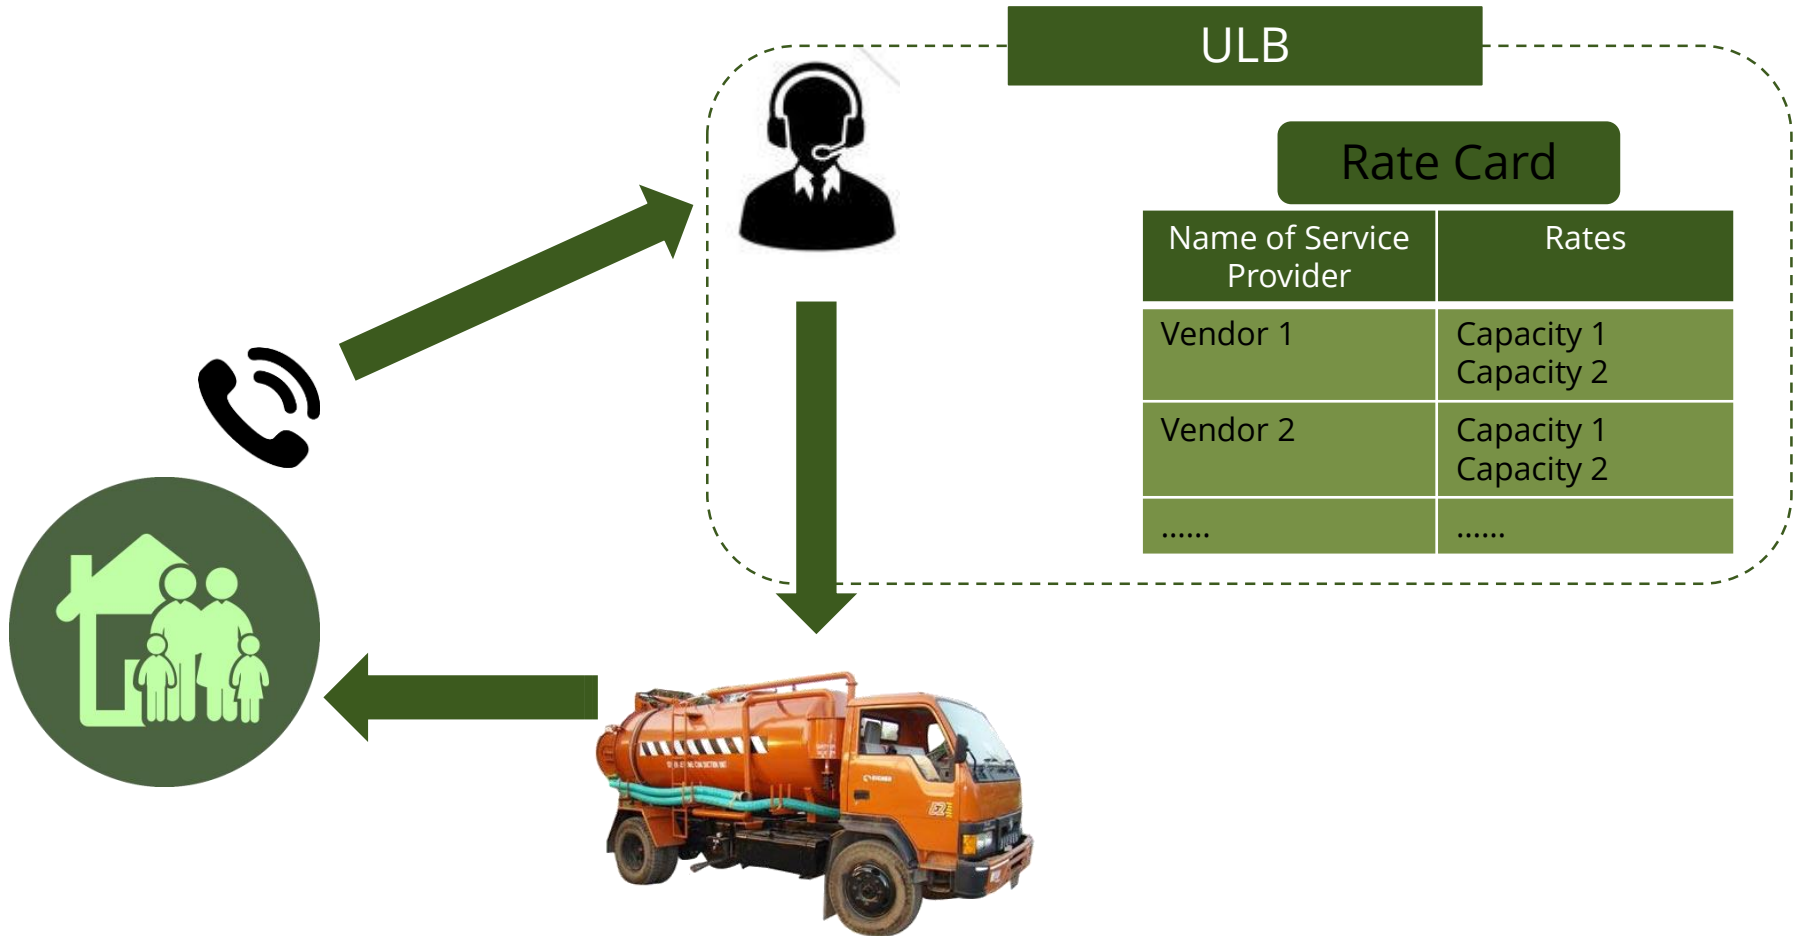 ULB
Rate Card
Name of Service
Provider
Rates
Vendor 1
Capacity 1
Capacity 2
Vendor 2
Capacity 1
Capacity 2
......
......